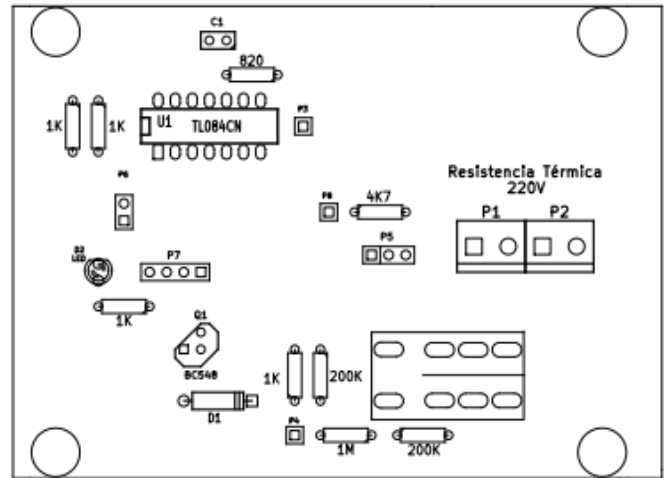 C1
820
1K
1K
U1
TL084CN
P3
P6
Resistencia Térmica
220V
P8
4K7
P1
P2
P5
D2
LED
P7
1K
Q1
BC548
1K
200K
D1
P4
1M
200K